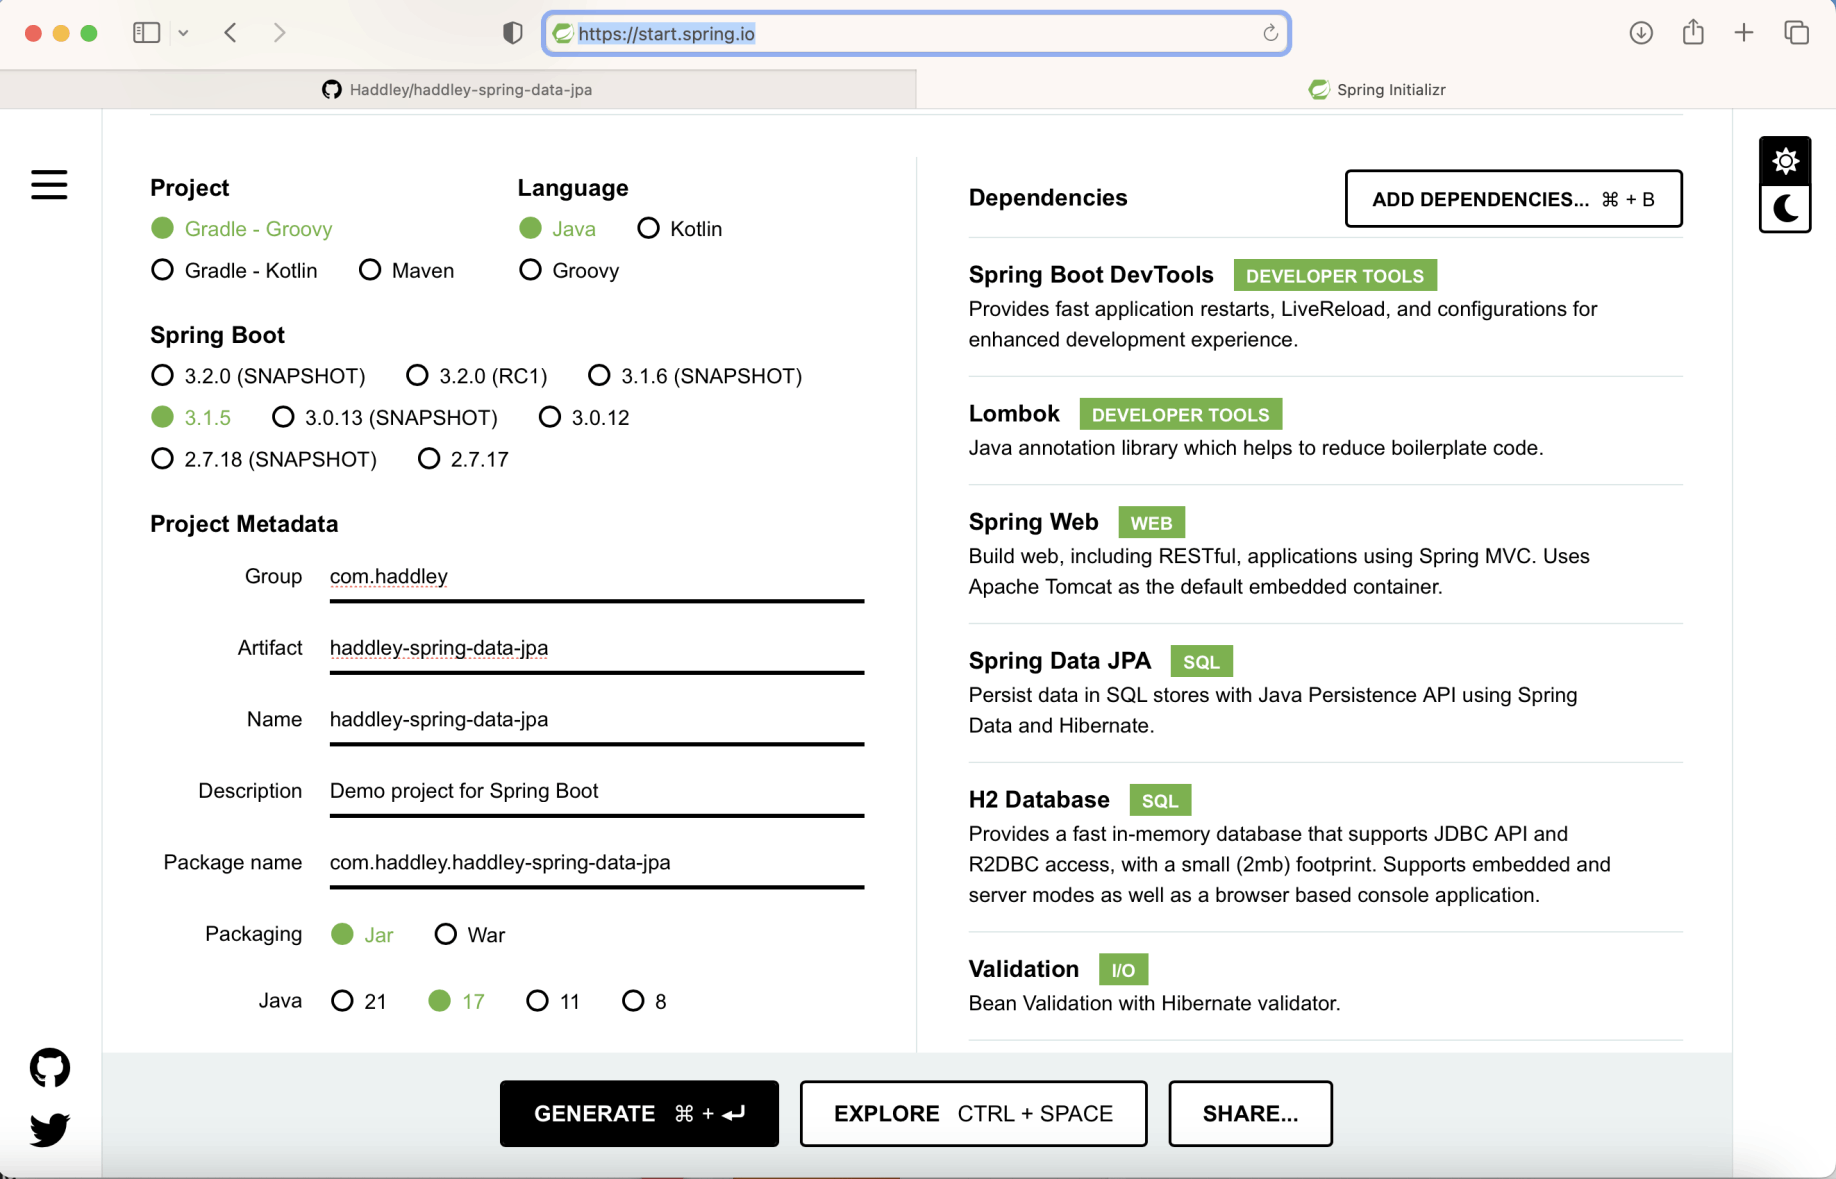 https://start.spring.io
Haddley/haddley-spring-data-jpa
Spring Initializr
Project
Gradle - Groovy
Gradle - Kotlin Maven
Language
Java Kotlin
Groovy
Spring Boot
3.2.0 (SNAPSHOT) 3.2.0 (RC1) 3.1.6 (SNAPSHOT)
3.1.5 3.0.13 (SNAPSHOT) 3.0.12
2.7.18 (SNAPSHOT) 2.7.17
Project Metadata
Group com.haddley
Artifact haddley-spring-data-jpa
Name haddley-spring-data-jpa
Description Demo project for Spring Boot
Package name com.haddley.haddley-spring-data-jpa
Packaging Jar War
Java 21 17 11 8
Dependencies
ADD DEPENDENCIES... ⌘ + B
Spring Boot DevTools DEVELOPER TOOLS
Provides fast application restarts, LiveReload, and configurations for
enhanced development experience.
Lombok DEVELOPER TOOLS
Java annotation library which helps to reduce boilerplate code.
Spring Web WEB
Build web, including RESTful, applications using Spring MVC. Uses
Apache Tomcat as the default embedded container.
Spring Data JPA SQL
Persist data in SQL stores with Java Persistence API using Spring
Data and Hibernate.
H2 Database SQL
Provides a fast in-memory database that supports JDBC API and
R2DBC access, with a small (2mb) footprint. Supports embedded and
server modes as well as a browser based console application.
Validation I/O
Bean Validation with Hibernate validator.
GENERATE ⌘ + ↵
EXPLORE CTRL + SPACE
SHARE...